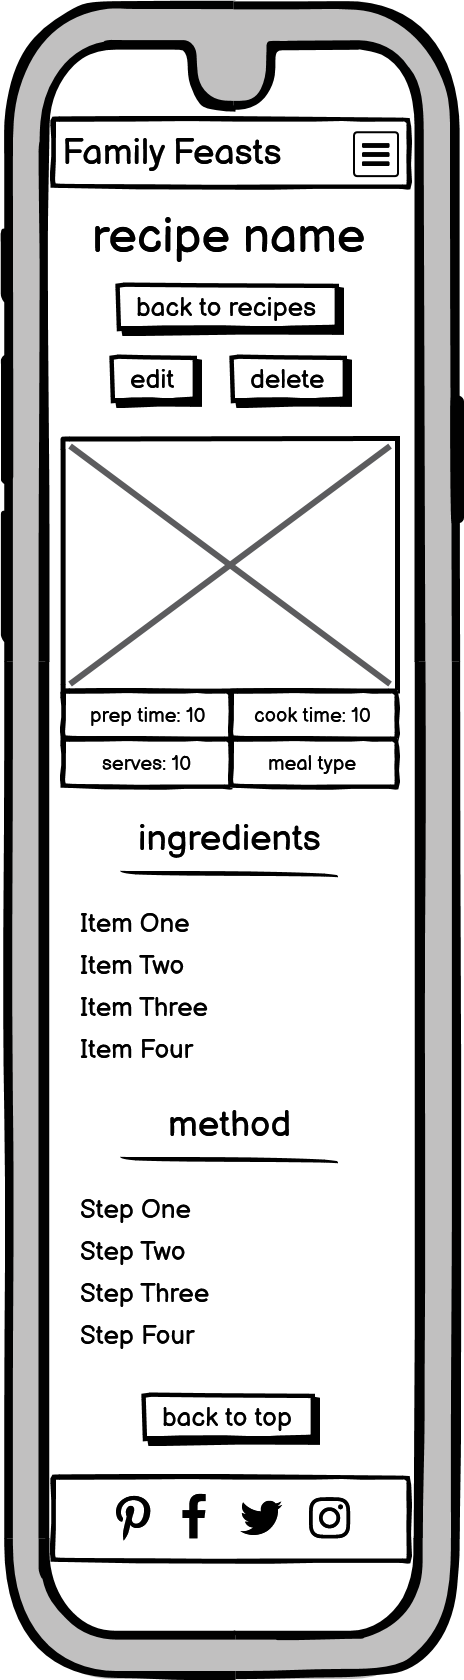 Family Feasts
recipe name
back to recipes
edit delete
prep time: 10 cook time: 10
serves: 10 meal type
ingredients
Item One
Item Two
Item Three
Item Four
method
Step One
Step Two
Step Three
Step Four
back to top